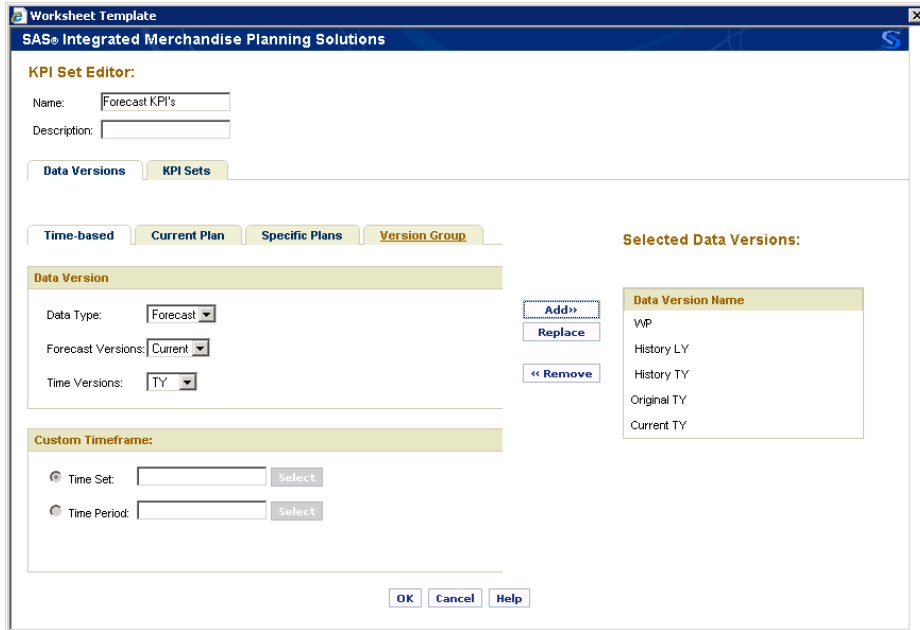 Worksheet Template
SAS® Integrated Merchandise Planning Solutions
KPI Set Editor:
Name: Forecast KPI's
Description:
Data Versions KPI Sets
Time-based Current Plan Specific Plans Version Group
Selected Data Versions:
Data Version
Data Type: Forecast
Forecast Versions: Current
Time Versions: TY
Add»
Replace
« Remove
Data Version Name
WP
History LY
History TY
Original TY
Current TY
Custom Timeframe:
Time Set: Select
Time Period: Select
OK Cancel Help